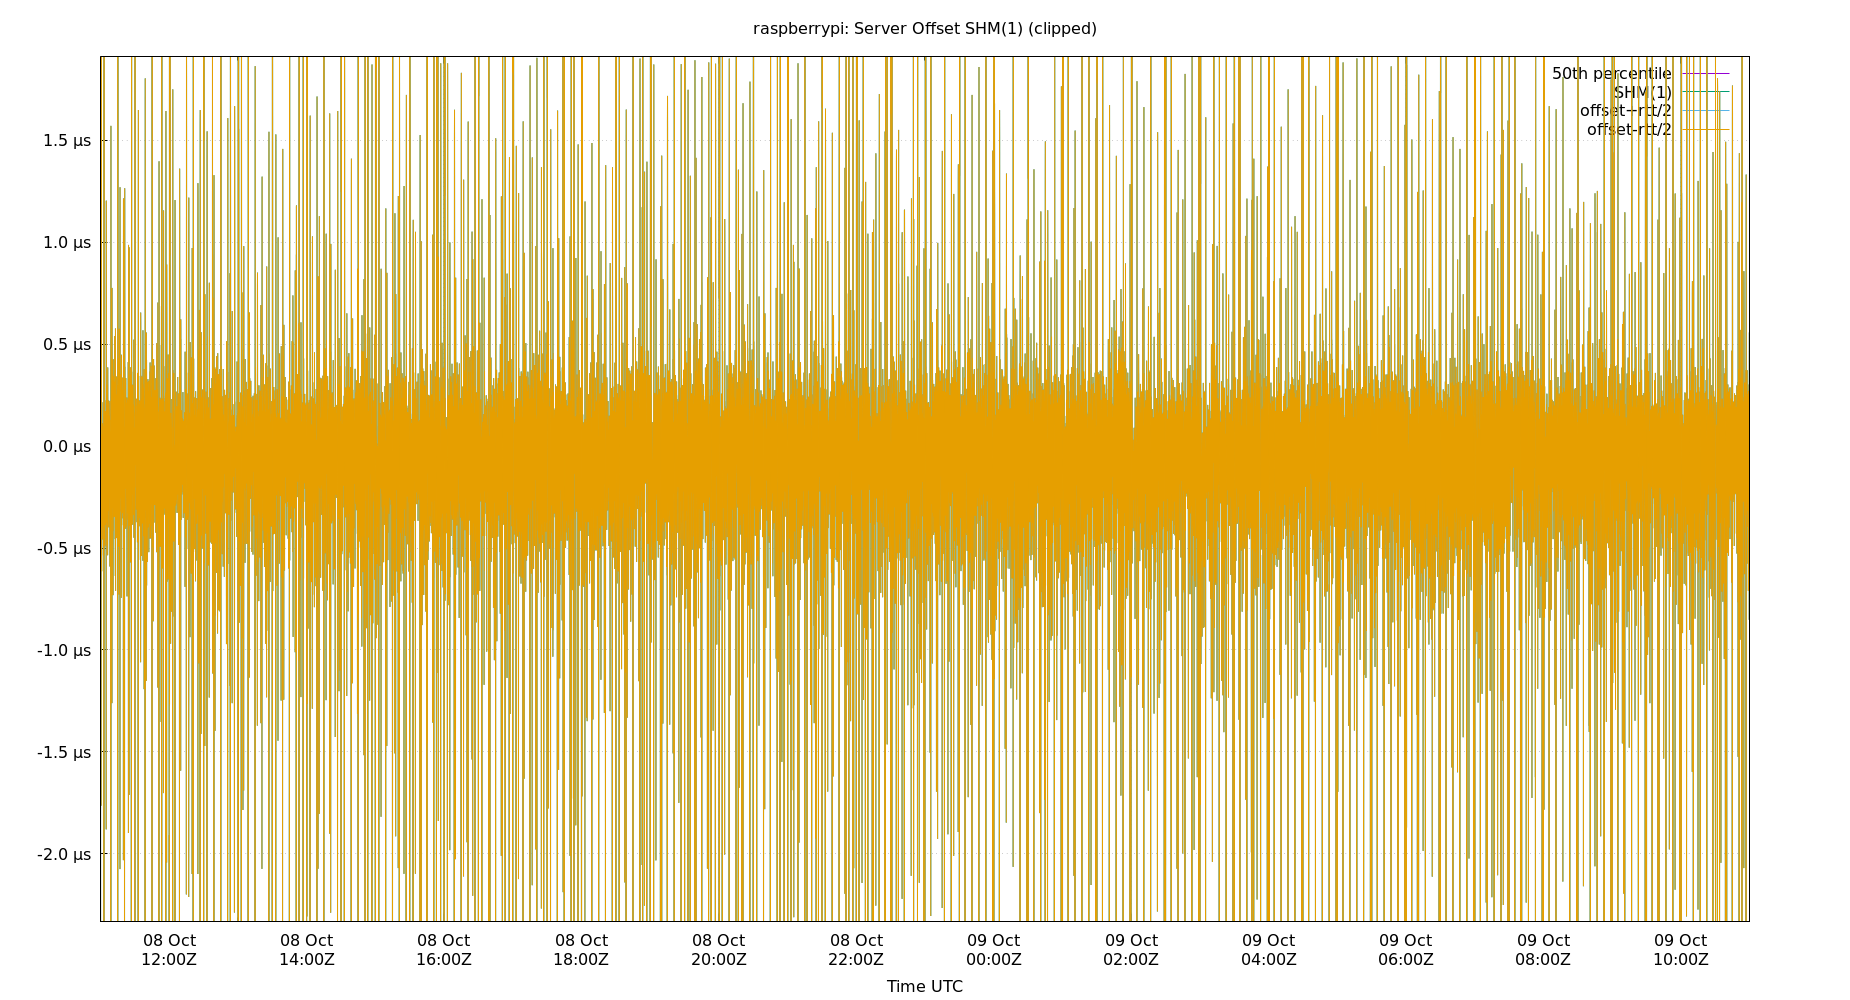 raspberrypi: Server Offset SHM(1) (clipped)
50th percentile
SHM(1)
offset+rtt/2
offset-rtt/2
1.5 µs
1.0 µs
0.5 µs
0.0 µs
-0.5 µs
-1.0 µs
-1.5 µs
-2.0 µs
08 Oct 08 Oct 08 Oct 08 Oct 08 Oct 08 Oct 09 Oct 09 Oct 09 Oct 09 Oct 09 Oct 09 Oct
12:00Z 14:00Z 16:00Z 18:00Z 20:00Z 22:00Z 00:00Z 02:00Z 04:00Z 06:00Z 08:00Z 10:00Z
Time UTC